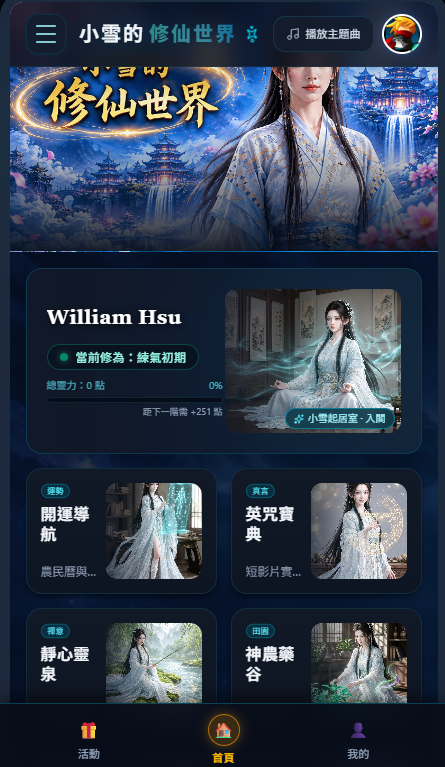 小雪的 修仙世界
播放主題曲
小雪的
修仙世界
William Hsu
當前修為：練氣初期
總靈力：0 點
0%
距下一階需 +251 點
小雪起居室 - 入關
運勢
開運導
航
農民曆與...
真言
英咒寶
典
短影片實...
禪意
靜心靈
泉
田園
神農藥
谷
活動
首頁
我的